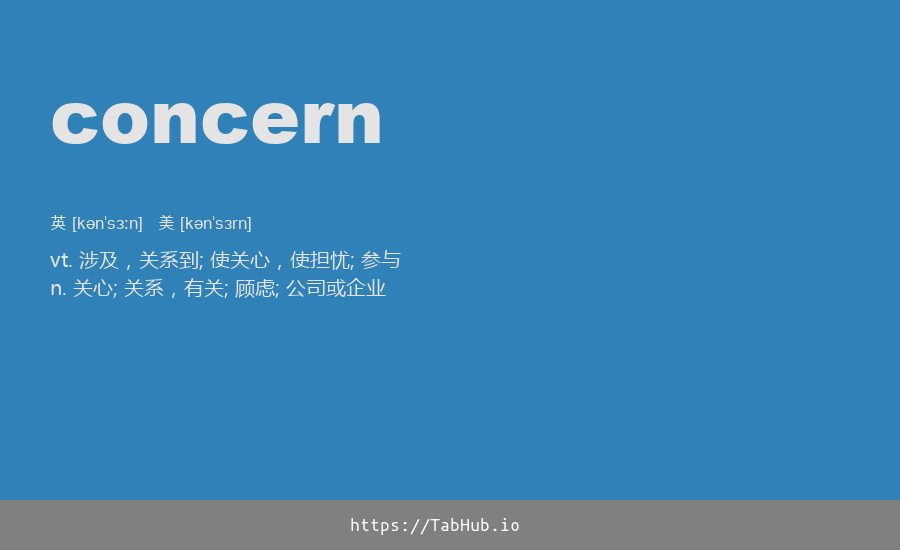 concern
英 [kən'sɜːn] 美 [kən'sɜrn]
vt. 涉及，关系到; 使关心，使担忧; 参与
n. 关心; 关系，有关; 顾虑; 公司或企业
https://TabHub.io